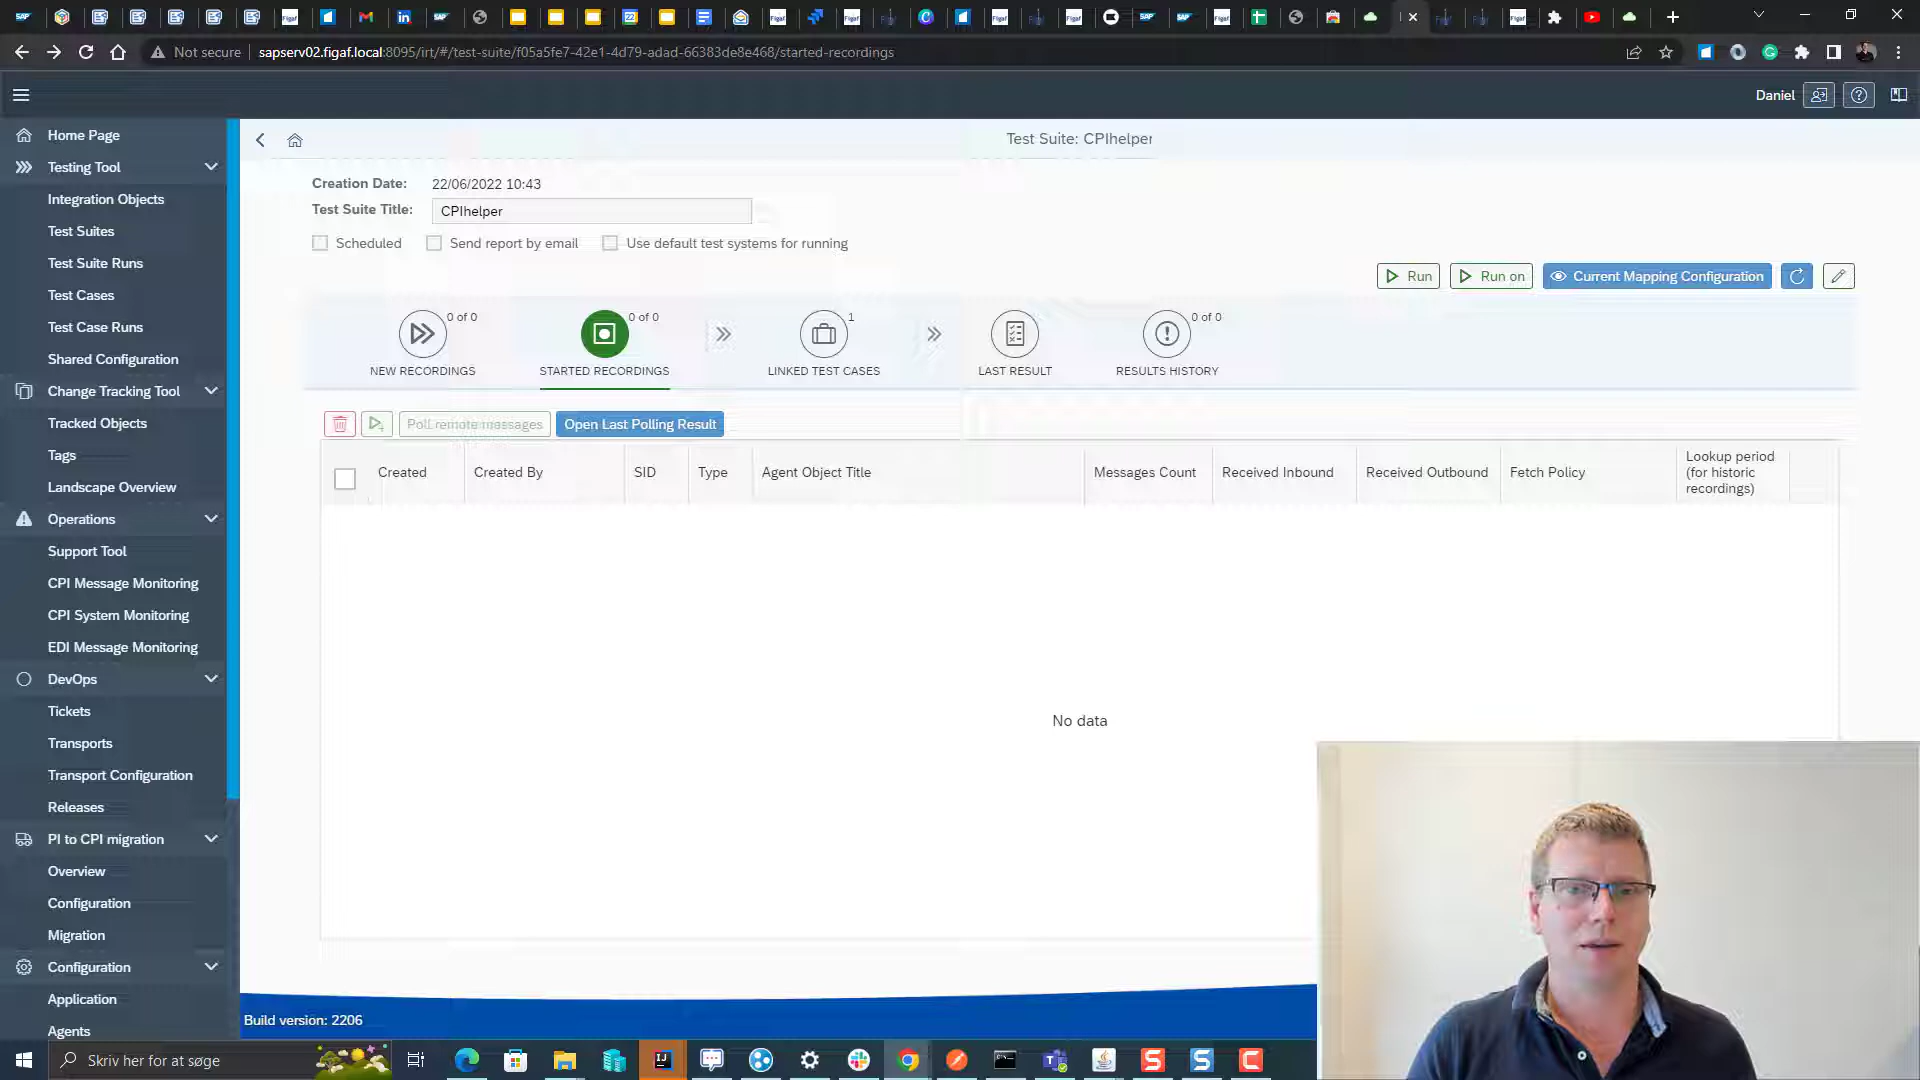 Not secure
sapserv02.figaf.local:8095/irt/#/test-suite/f05a5fe7-42e1-4d79-adad-66383de8e468/started-recordings
Daniel
Home Page
Testing Tool
Integration Objects
Test Suites
Test Suite Runs
Test Cases
Test Case Runs
Shared Configuration
Change Tracking Tool
Tracked Objects
Tags
Landscape Overview
Operations
Support Tool
CPI Message Monitoring
CPI System Monitoring
EDI Message Monitoring
DevOps
Tickets
Transports
Transport Configuration
Releases
PI to CPI migration
Overview
Configuration
Migration
Configuration
Application
Agents
Test Suite: CPIhelper
Creation Date: 22/06/2022 10:43
Test Suite Title: CPIhelper
Scheduled Send report by email Use default test systems for running
Run Run on Current Mapping Configuration
0 of 0 0 of 0 1 0 of 0
NEW RECORDINGS STARTED RECORDINGS LINKED TEST CASES LAST RESULT RESULTS HISTORY
Poll remote messages Open Last Polling Result
Created Created By SID Type Agent Object Title Messages Count Received Inbound Received Outbound Fetch Policy Lookup period
(for historic
recordings)
No data
Build version: 2206
Skriv her for at søge